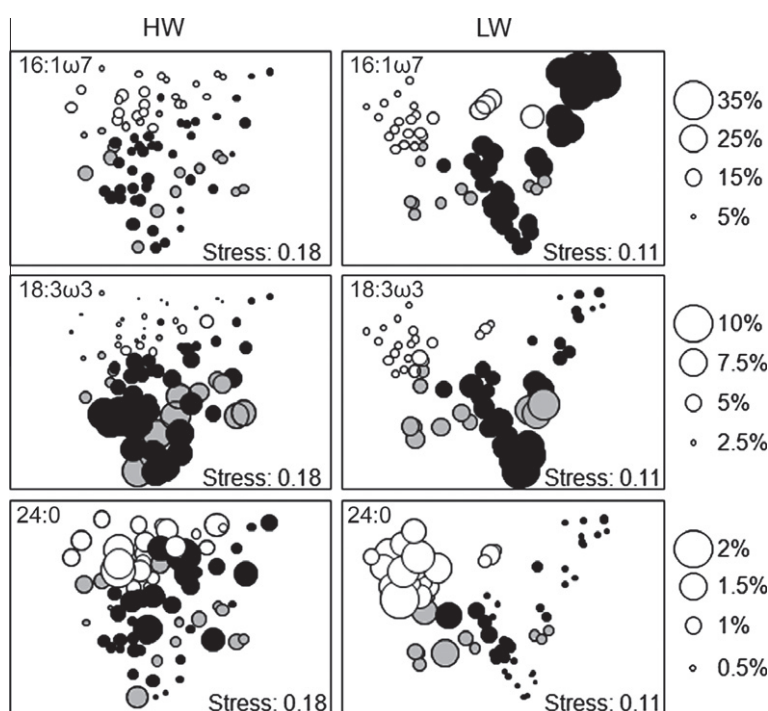 HW
LW
16:1ω7
Stress: 0.18
16:1ω7
Stress: 0.11
35%
25%
15%
5%
18:3ω3
Stress: 0.18
18:3ω3
Stress: 0.11
10%
7.5%
5%
2.5%
24:0
Stress: 0.18
24:0
Stress: 0.11
2%
1.5%
1%
0.5%